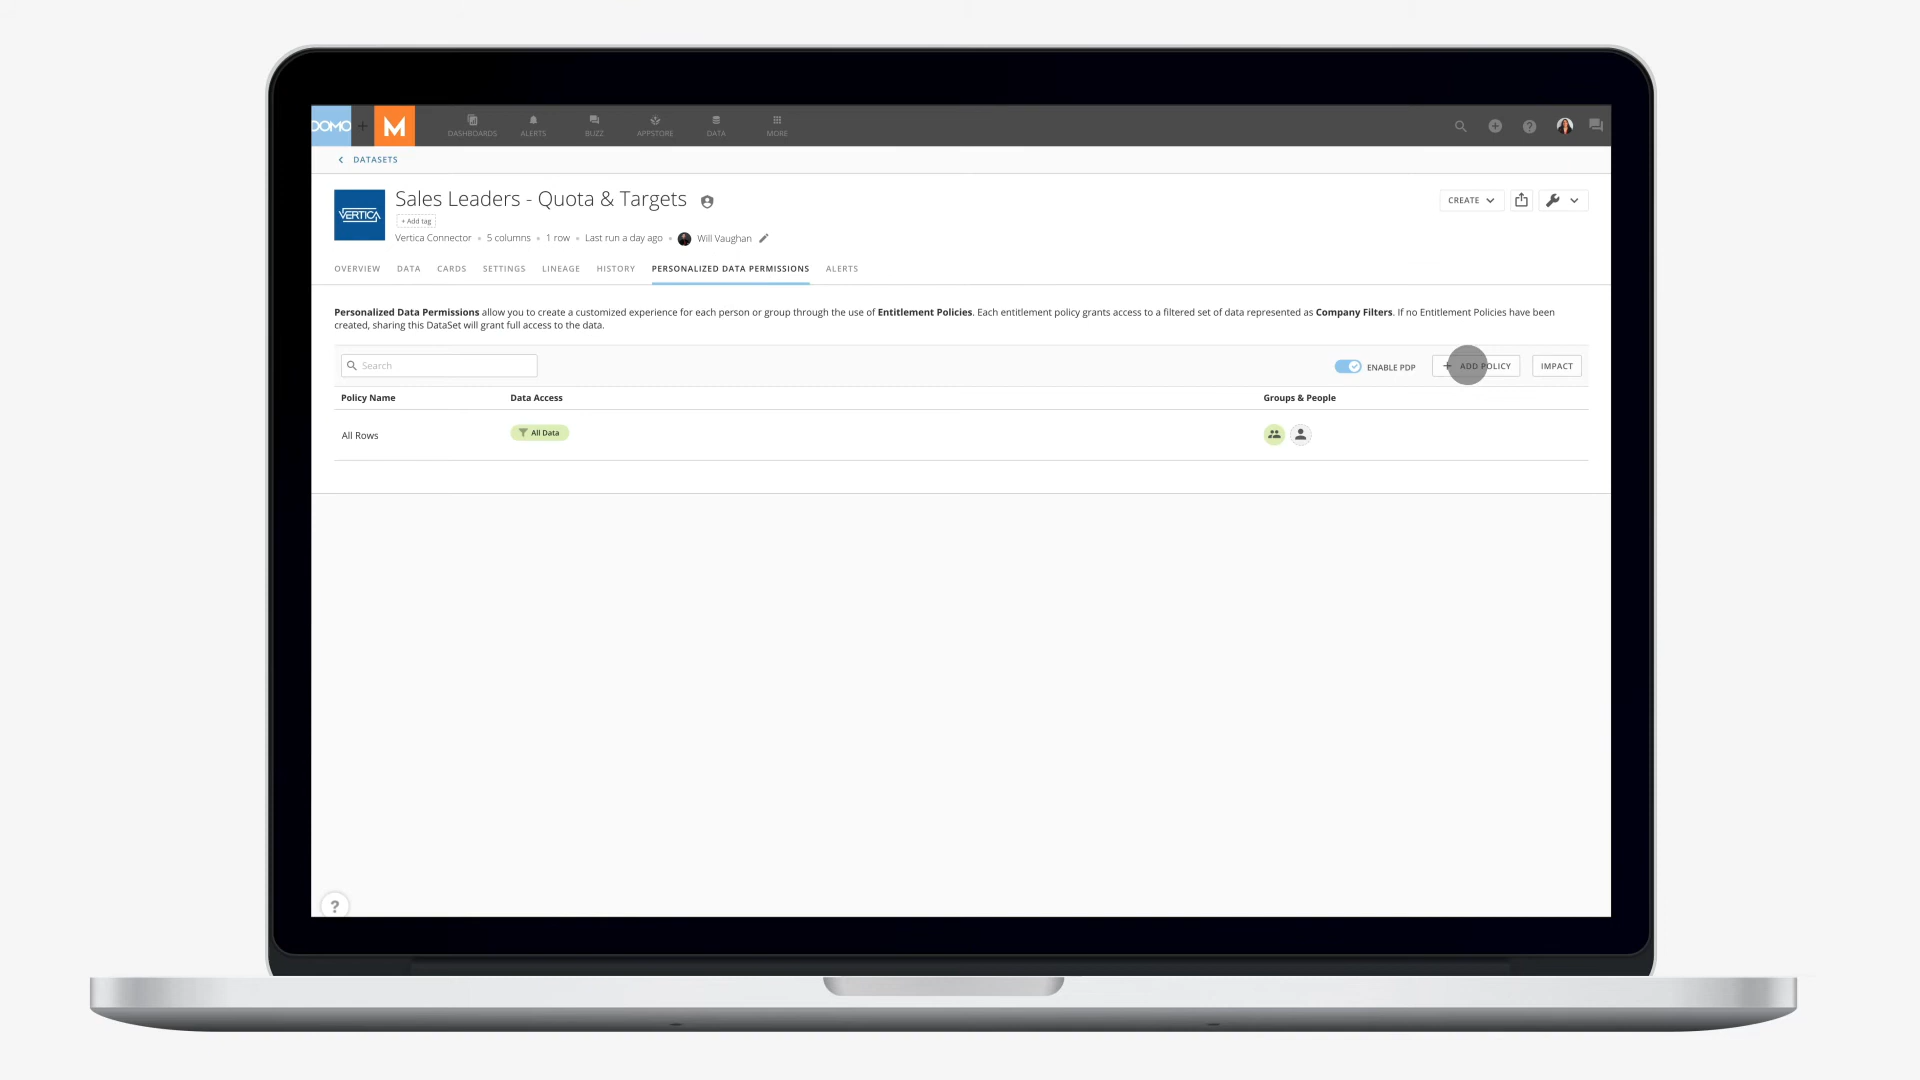 DOMO + M
DASHBOARDS ALERTS BUZZ APPSTORE DATA MORE
DATASETS
VERTICA
Sales Leaders - Quota & Targets
+ Add tag
Vertica Connector 5 columns 1 row Last run a day ago Will Vaughan
CREATE
OVERVIEW DATA CARDS SETTINGS LINEAGE HISTORY PERSONALIZED DATA PERMISSIONS ALERTS
Personalized Data Permissions allow you to create a customized experience for each person or group through the use of Entitlement Policies. Each entitlement policy grants access to a filtered set of data represented as Company Filters. If no Entitlement Policies have been
created, sharing this DataSet will grant full access to the data.
Search
ENABLE PDP
+ ADD POLICY
IMPACT
Policy Name Data Access Groups & People
All Rows All Data
?